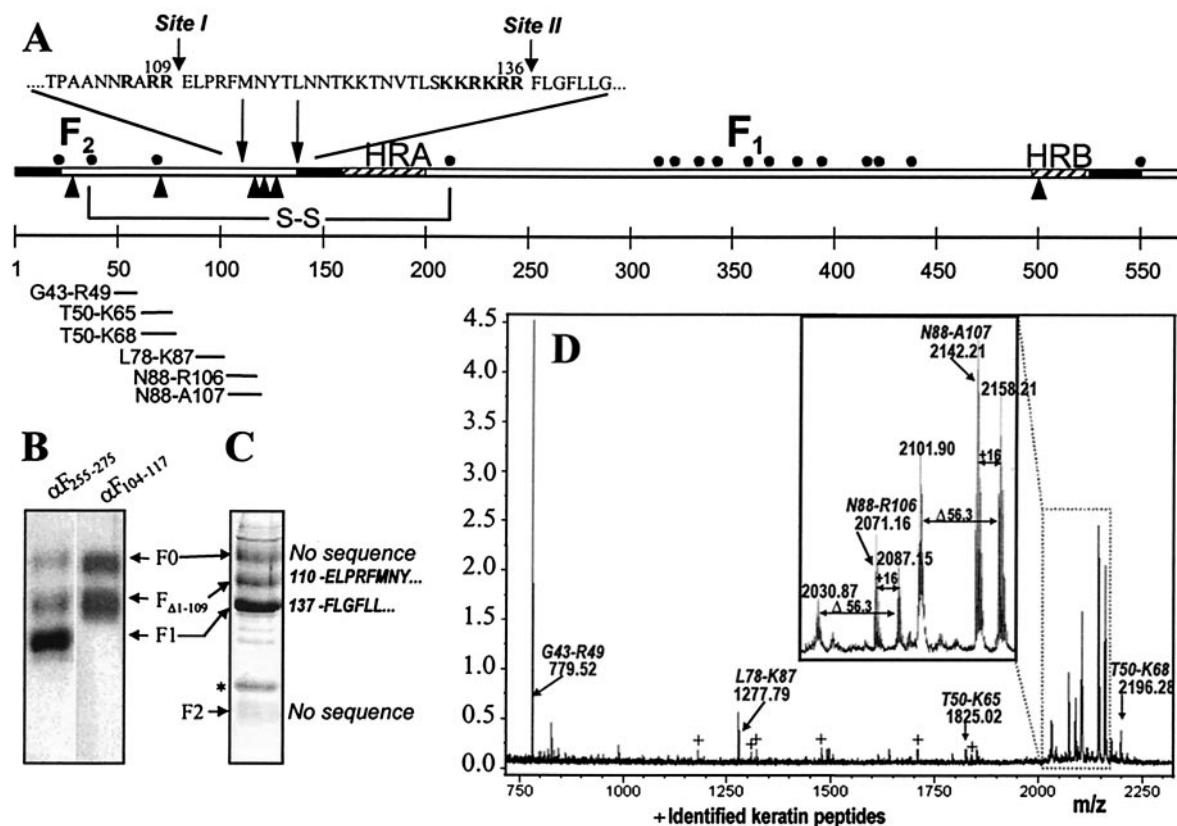 A
Site I
Site II
109
136
....TPAANNRARR ELPRFMNYTLNNTKKTNVTLSKKRKRR FLGFLLG...
F2
F1
HRA
HRB
S-S
1 50 100 150 200 250 300 350 400 450 500 550
G43-R49
T50-K65
T50-K68
L78-K87
N88-R106
N88-A107
B
αF255-275
αF104-117
C
F0
No sequence
FΔ1-109
110 -ELPRFMNY...
F1
137 -FLGFLL...
*
F2
No sequence
D
4.5
4.0
3.5
3.0
2.5
2.0
1.5
1.0
0.5
0.0
N88-A107
2142.21
2158.21
+16
2101.90
Δ 56.3
N88-R106
2071.16
2087.15
+16
2030.87
Δ 56.3
G43-R49
779.52
L78-K87
1277.79
T50-K65
1825.02
T50-K68
2196.28
+ + + + + +
750 1000 1250 1500 1750 2000 2250
m/z
+Identified keratin peptides